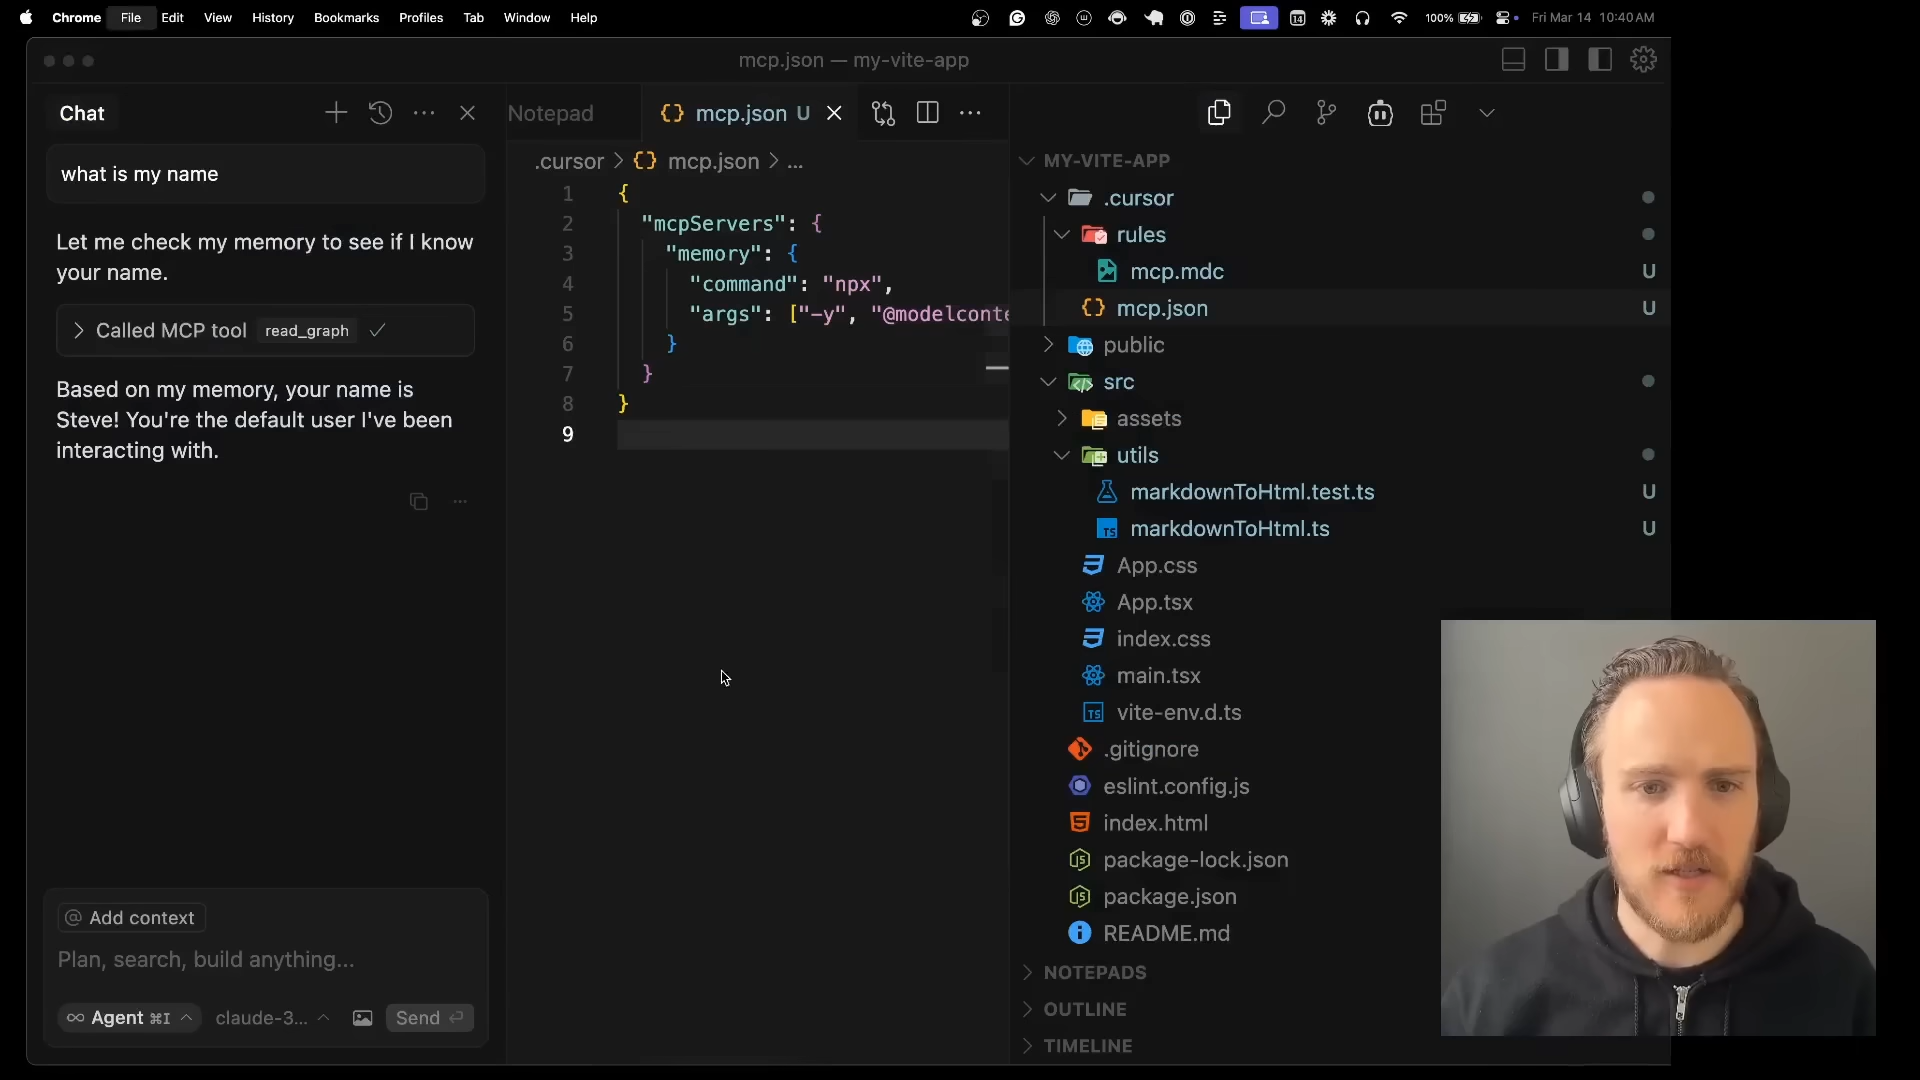 Chrome File Edit View History Bookmarks Profiles Tab Window Help
14 100% Fri Mar 14 10:40 AM
mcp.json — my-vite-app
Chat
what is my name
Let me check my memory to see if I know
your name.
Called MCP tool read_graph
Based on my memory, your name is
Steve! You're the default user I've been
interacting with.
@ Add context
Plan, search, build anything...
∞ Agent ⌘I claude-3... Send
Notepad {} mcp.json U
.cursor > {} mcp.json > ...
1 {
2 "mcpServers": {
3 "memory": {
4 "command": "npx",
5 "args": ["-y", "@modelconte
6 }
7 }
8 }
9
MY-VITE-APP
.cursor
rules
mcp.mdc U
{} mcp.json U
public
src
assets
utils
markdownToHtml.test.ts U
TS markdownToHtml.ts U
App.css
App.tsx
index.css
main.tsx
TS vite-env.d.ts
.gitignore
eslint.config.js
index.html
package-lock.json
package.json
README.md
NOTEPADS
OUTLINE
TIMELINE